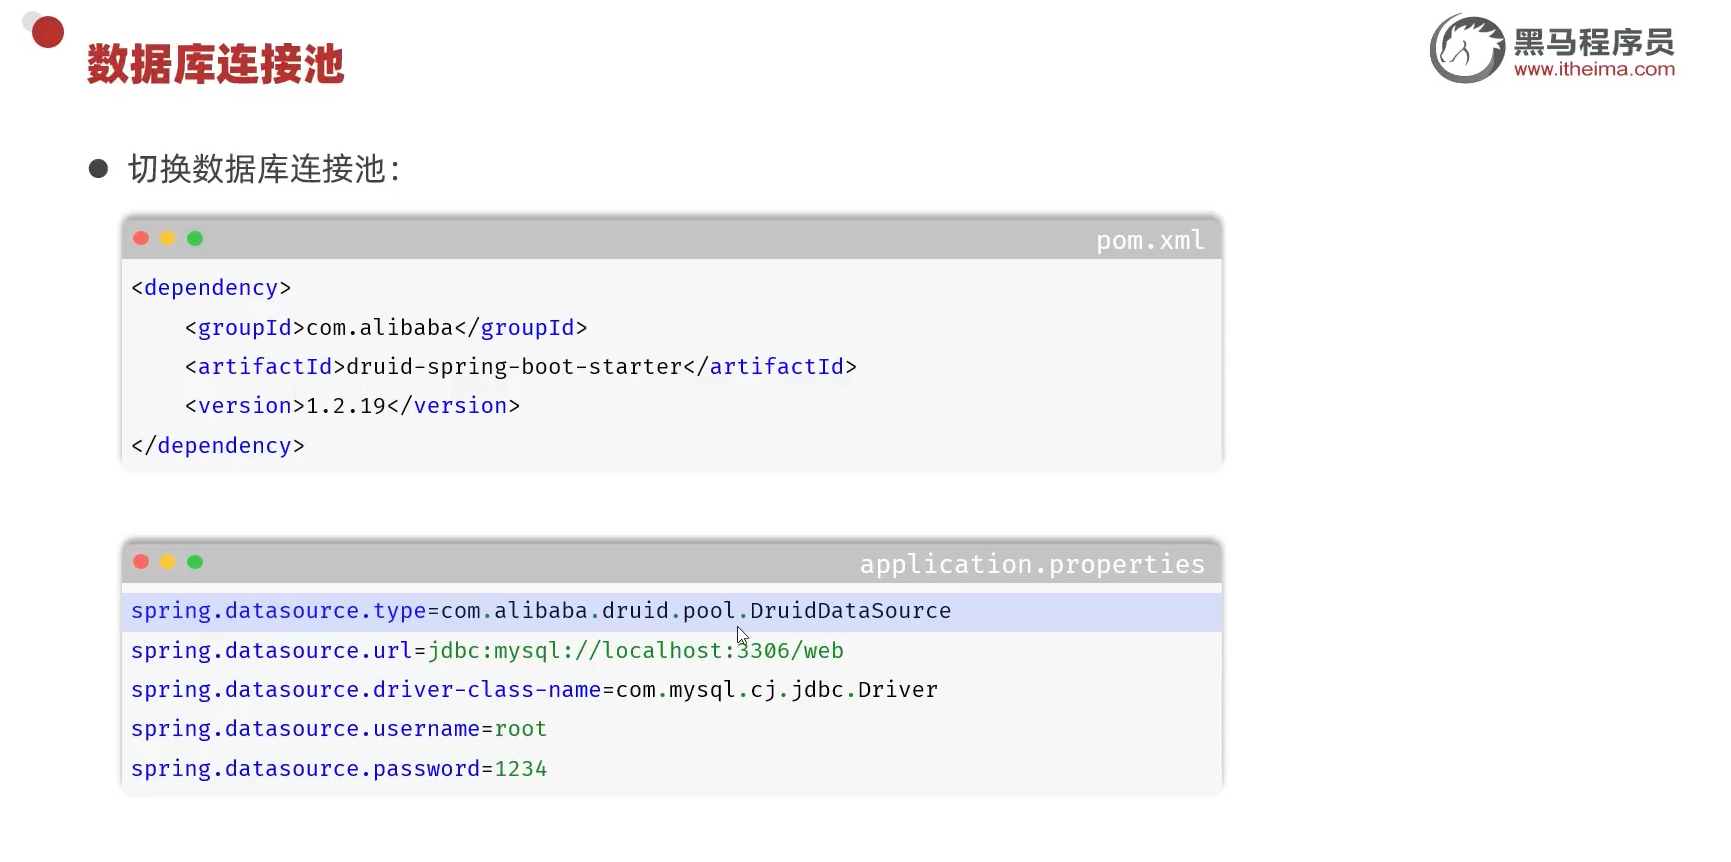 数据库连接池
黑马程序员
www.itheima.com
切换数据库连接池：
pom.xml
<dependency>
    <groupId>com.alibaba</groupId>
    <artifactId>druid-spring-boot-starter</artifactId>
    <version>1.2.19</version>
</dependency>
application.properties
spring.datasource.type=com.alibaba.druid.pool.DruidDataSource
spring.datasource.url=jdbc:mysql://localhost:3306/web
spring.datasource.driver-class-name=com.mysql.cj.jdbc.Driver
spring.datasource.username=root
spring.datasource.password=1234